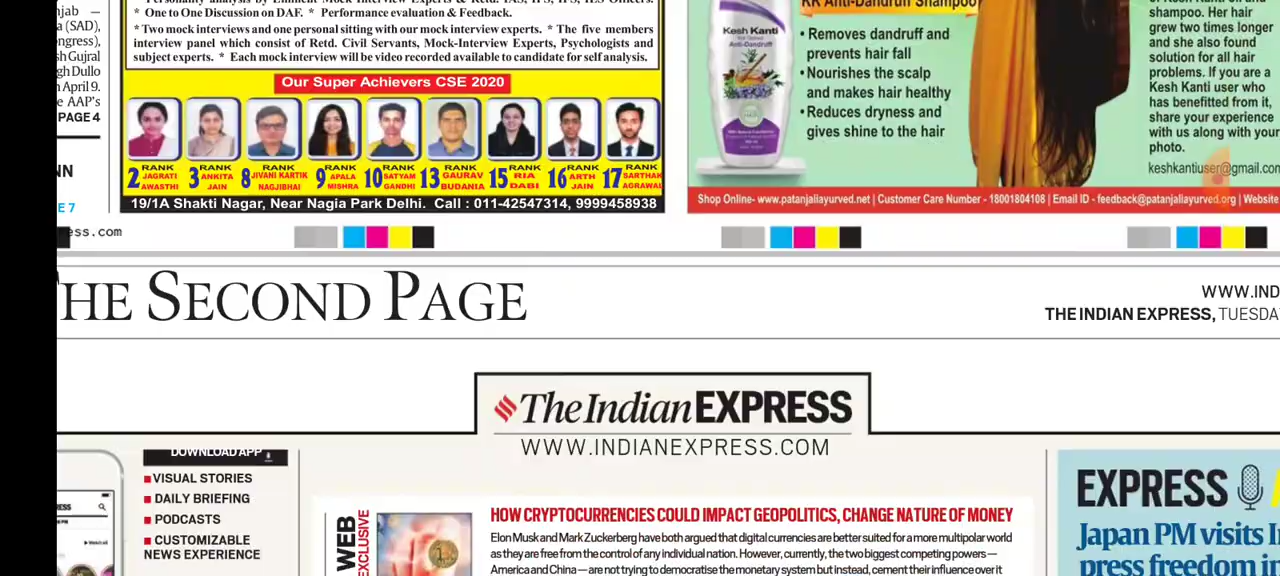 njab —
a (SAD),
ongress),
sh Gujral
gh Dullo
n April 9.
e AAP's
PAGE 4
NN
E 7
ess.com
* One to One Discussion on DAF. * Performance evaluation & Feedback.
* Two mock interviews and one personal sitting with our mock interview experts. * The five members
interview panel which consist of Retd. Civil Servants, Mock-Interview Experts, Psychologists and
subject experts. * Each mock interview will be video recorded available to candidate for self analysis.
Our Super Achievers CSE 2020
RANK 2 JAGRATI AWASTHI
RANK 3 ANKITA JAIN
RANK 8 JIVANI KARTIK NAGJIBHAI
RANK 9 APALA MISHRA
RANK 10 SATYAM GANDHI
RANK 13 GAURAV BUDANIA
RANK 15 RIA DABI
RANK 16 ARTH JAIN
RANK 17 SARTHAK AGRAWAL
19/1A Shakti Nagar, Near Nagia Park Delhi. Call : 011-42547314, 9999458938
KK Anti-Dandruff Shampoo
Kesh Kanti
Anti-Dandruff
• Removes dandruff and
prevents hair fall
• Nourishes the scalp
and makes hair healthy
• Reduces dryness and
gives shine to the hair
shampoo. Her hair
grew two times longer
and she also found
solution for all hair
problems. If you are a
Kesh Kanti user who
has benefitted from it,
share your experience
with us along with your
photo.
keshkantiuser@gmail.com
Shop Online- www.patanjaliayurved.net | Customer Care Number - 18001804108 | Email ID - feedback@patanjaliayurved.org | Website
HE SECOND PAGE
WWW.IND
THE INDIAN EXPRESS, TUESDA
The Indian EXPRESS
WWW.INDIANEXPRESS.COM
DOWNLOAD APP
VISUAL STORIES
DAILY BRIEFING
PODCASTS
CUSTOMIZABLE
NEWS EXPERIENCE
WEB
EXCLUSIVE
HOW CRYPTOCURRENCIES COULD IMPACT GEOPOLITICS, CHANGE NATURE OF MONEY
Elon Musk and Mark Zuckerberg have both argued that digital currencies are better suited for a more multipolar world
as they are free from the control of any individual nation. However, currently, the two biggest competing powers —
America and China — are not trying to democratise the monetary system but instead, cement their influence over it
EXPRESS
Japan PM visits I
press freedom in